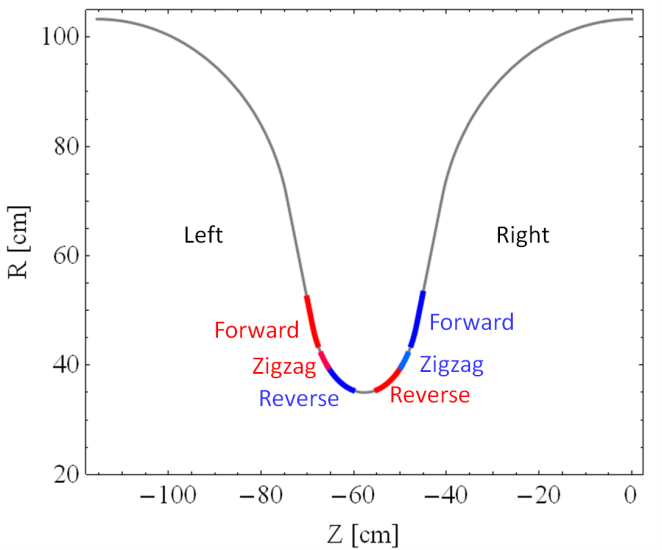 100
80
60
40
20
R [cm]
Left
Right
Forward
Forward
Zigzag
Zigzag
Reverse
Reverse
−100
−80
−60
−40
−20
0
Z [cm]